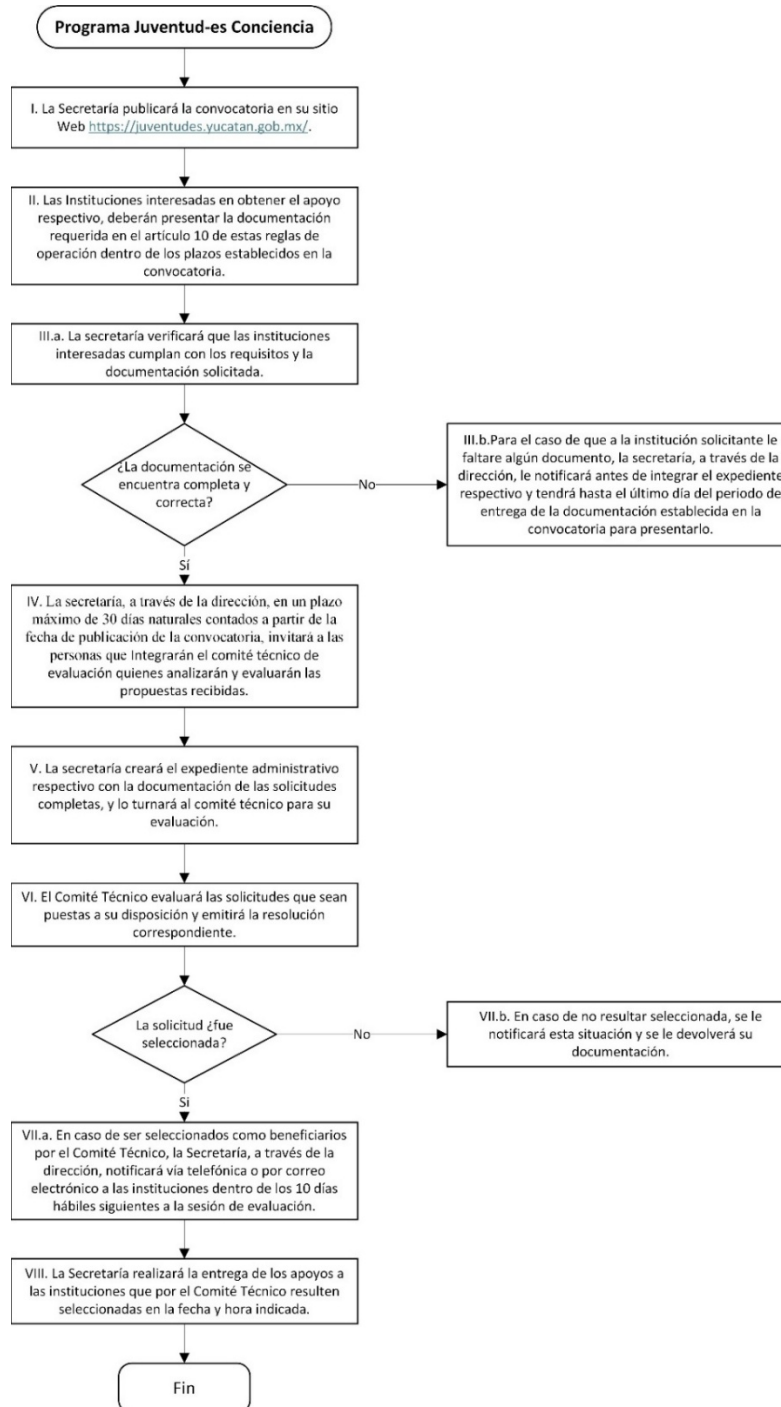 Programa Juventud-es Conciencia
I. La Secretaría publicará la convocatoria en su sitio
Web https://juventudes.yucatan.gob.mx/.
II. Las Instituciones interesadas en obtener el apoyo
respectivo, deberán presentar la documentación
requerida en el artículo 10 de estas reglas de
operación dentro de los plazos establecidos en la
convocatoria.
III.a. La secretaría verificará que las instituciones
interesadas cumplan con los requisitos y la
documentación solicitada.
¿La documentación se
encuentra completa y
correcta?
No
III.b.Para el caso de que a la institución solicitante le
faltare algún documento, la secretaría, a través de la
dirección, le notificará antes de integrar el expediente
respectivo y tendrá hasta el último día del periodo de
entrega de la documentación establecida en la
convocatoria para presentarlo.
Sí
IV. La secretaría, a través de la dirección, en un plazo
máximo de 30 días naturales contados a partir de la
fecha de publicación de la convocatoria, invitará a las
personas que Integrarán el comité técnico de
evaluación quienes analizarán y evaluarán las
propuestas recibidas.
V. La secretaría creará el expediente administrativo
respectivo con la documentación de las solicitudes
completas, y lo turnará al comité técnico para su
evaluación.
VI. El Comité Técnico evaluará las solicitudes que sean
puestas a su disposición y emitirá la resolución
correspondiente.
La solicitud ¿fue
seleccionada?
No
VII.b. En caso de no resultar seleccionada, se le
notificará esta situación y se le devolverá su
documentación.
Si
VII.a. En caso de ser seleccionados como beneficiarios
por el Comité Técnico, la Secretaría, a través de la
dirección, notificará vía telefónica o por correo
electrónico a las instituciones dentro de los 10 días
hábiles siguientes a la sesión de evaluación.
VIII. La Secretaría realizará la entrega de los apoyos a
las instituciones que por el Comité Técnico resulten
seleccionadas en la fecha y hora indicada.
Fin